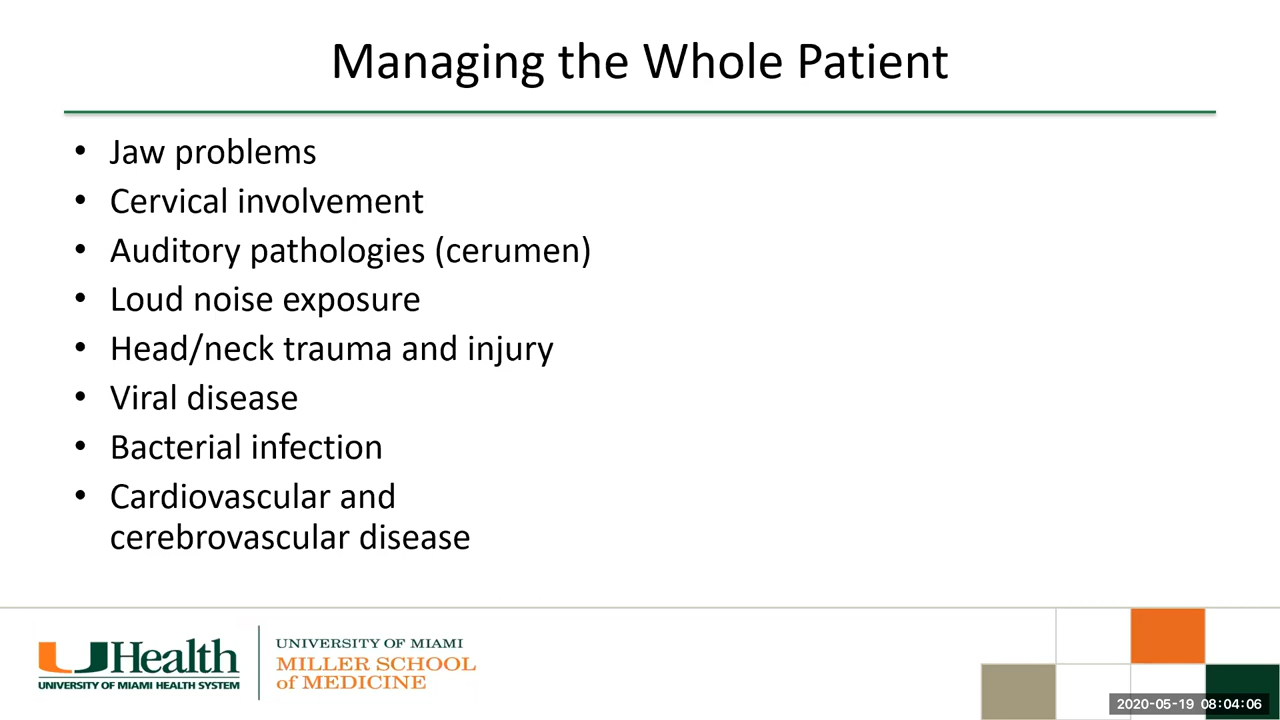 Managing the Whole Patient
• Jaw problems
• Cervical involvement
• Auditory pathologies (cerumen)
• Loud noise exposure
• Head/neck trauma and injury
• Viral disease
• Bacterial infection
• Cardiovascular and
cerebrovascular disease
UHealth
UNIVERSITY OF MIAMI HEALTH SYSTEM
UNIVERSITY OF MIAMI
MILLER SCHOOL
of MEDICINE
2020-05-19 08:04:06